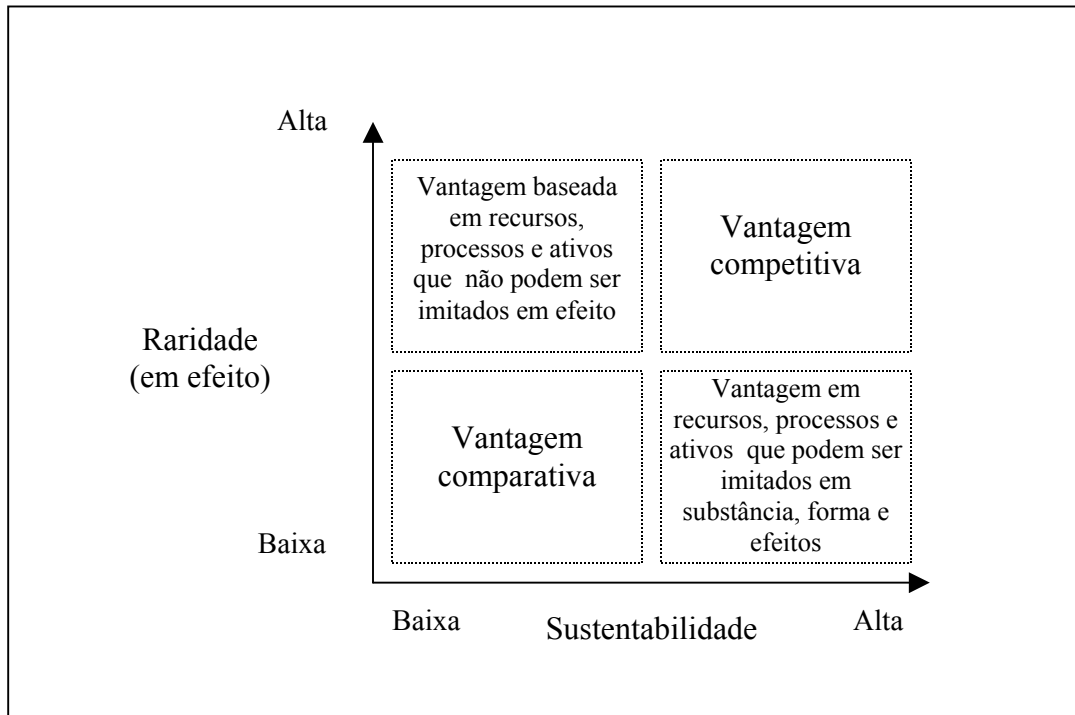 Alta
Vantagem baseada
em recursos,
processos e ativos
que não podem ser
imitados em efeito
Vantagem
competitiva
Raridade
(em efeito)
Vantagem
comparativa
Vantagem em
recursos, processos e
ativos que podem ser
imitados em
substância, forma e
efeitos
Baixa
Baixa
Sustentabilidade
Alta